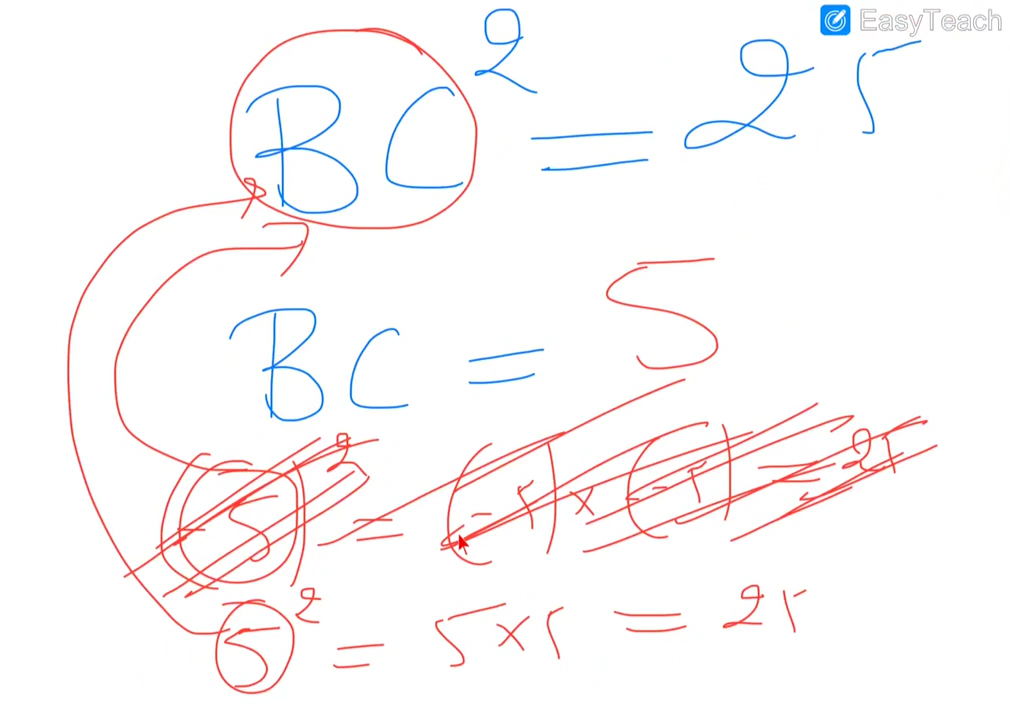 EasyTeach
BC² = 25
BC = 5
(-5)² = (-5) × (-5) = 25
5² = 5×5 = 25